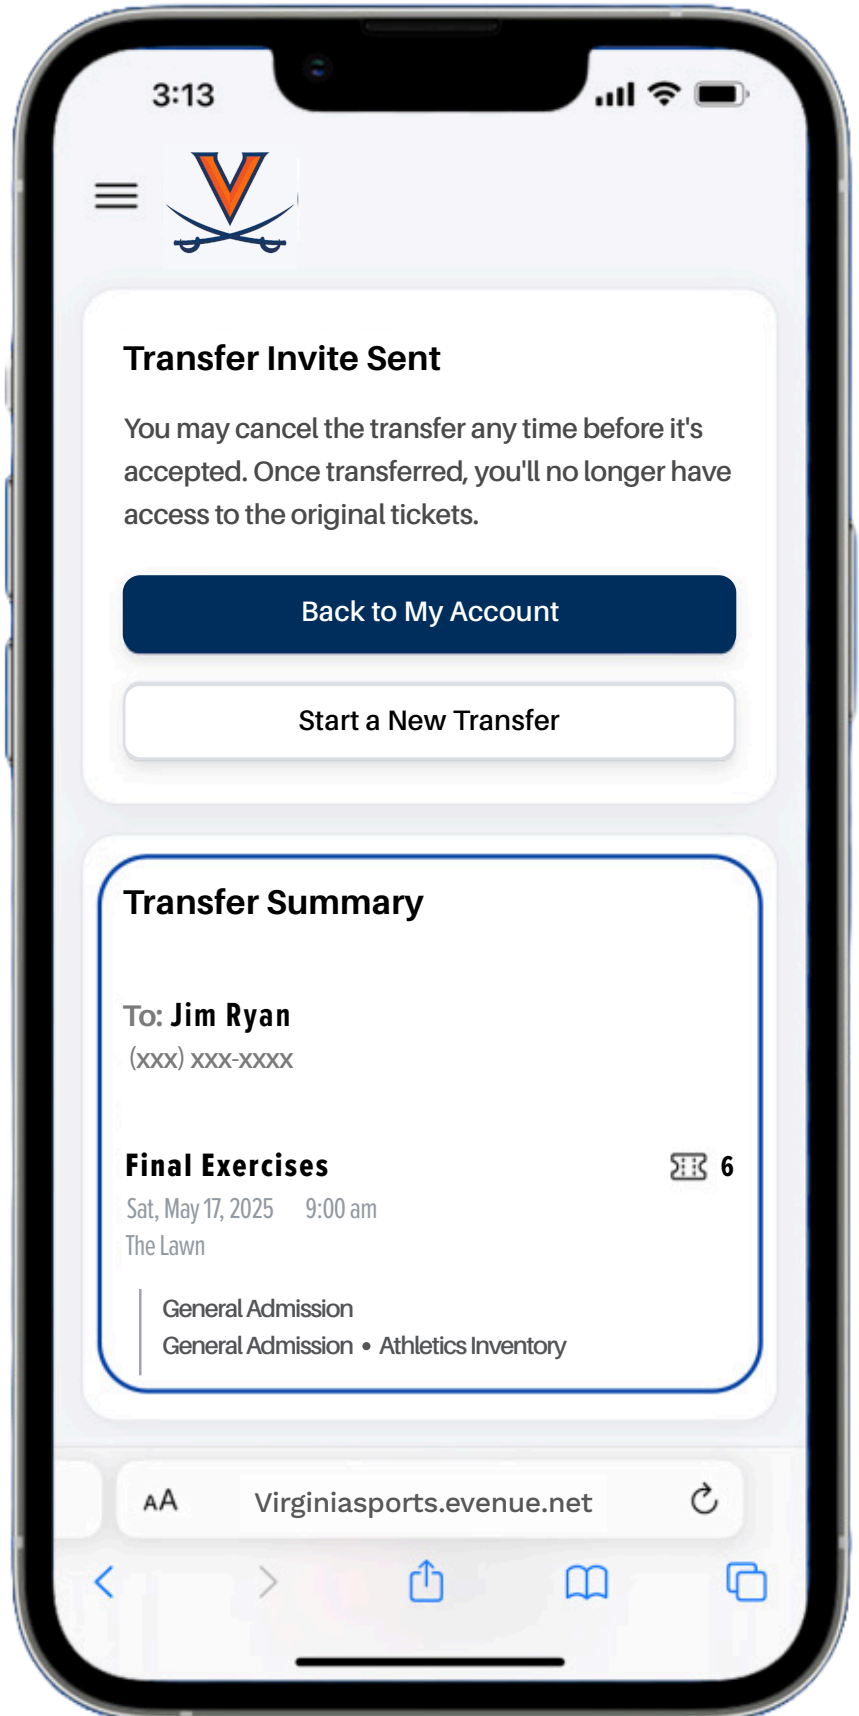 3:13
V
Transfer Invite Sent
You may cancel the transfer any time before it's
accepted. Once transferred, you'll no longer have
access to the original tickets.
Back to My Account
Start a New Transfer
Transfer Summary
To: Jim Ryan
(xxx) xxx-xxxx
Final Exercises 6
Sat, May 17, 2025 9:00 am
The Lawn
General Admission
General Admission • Athletics Inventory
AA Virginiasports.evenue.net